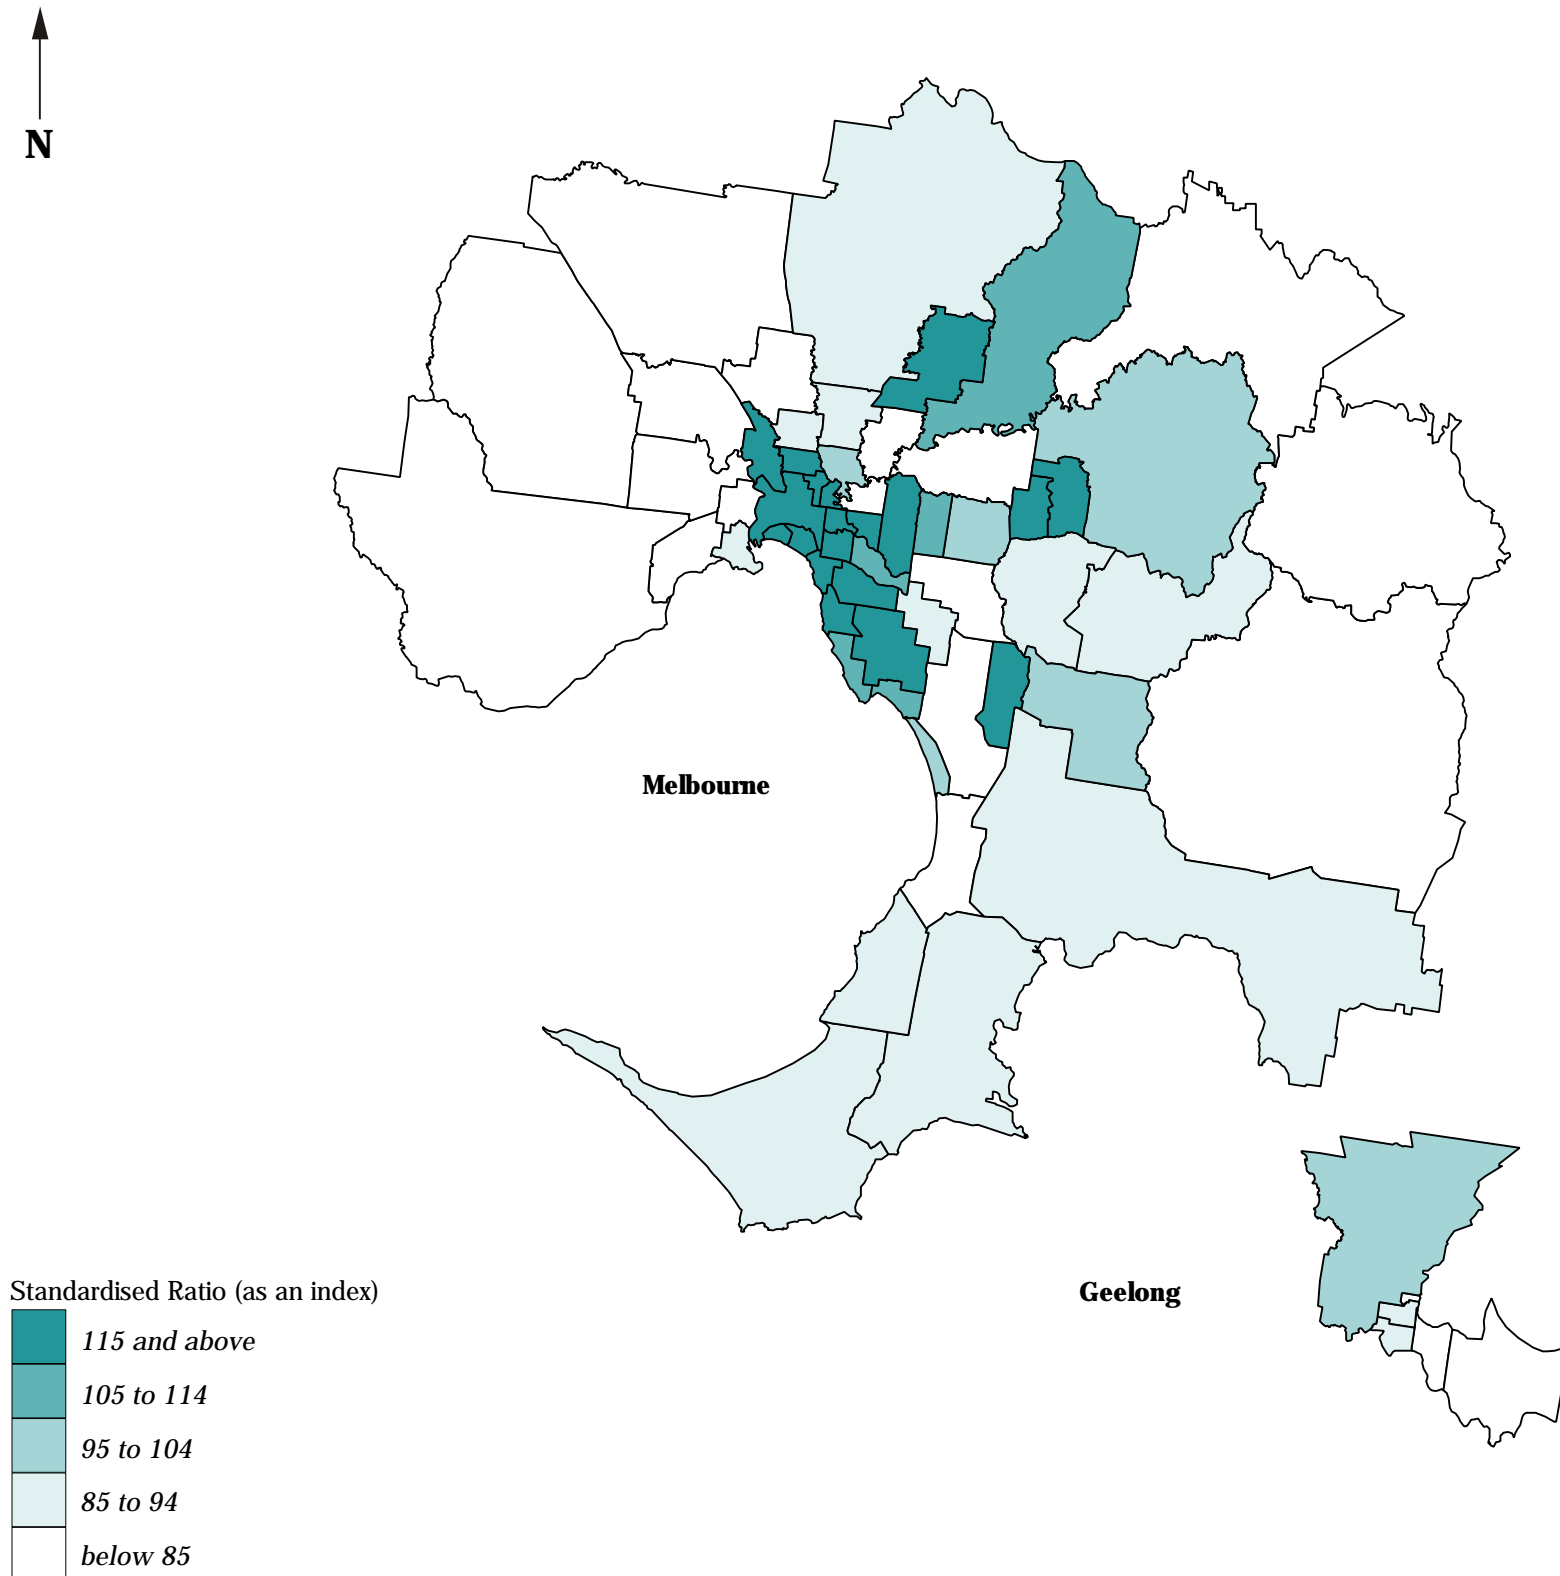 N
Melbourne
Geelong
Standardised Ratio (as an index)
115 and above
105 to 114
95 to 104
85 to 94
below 85